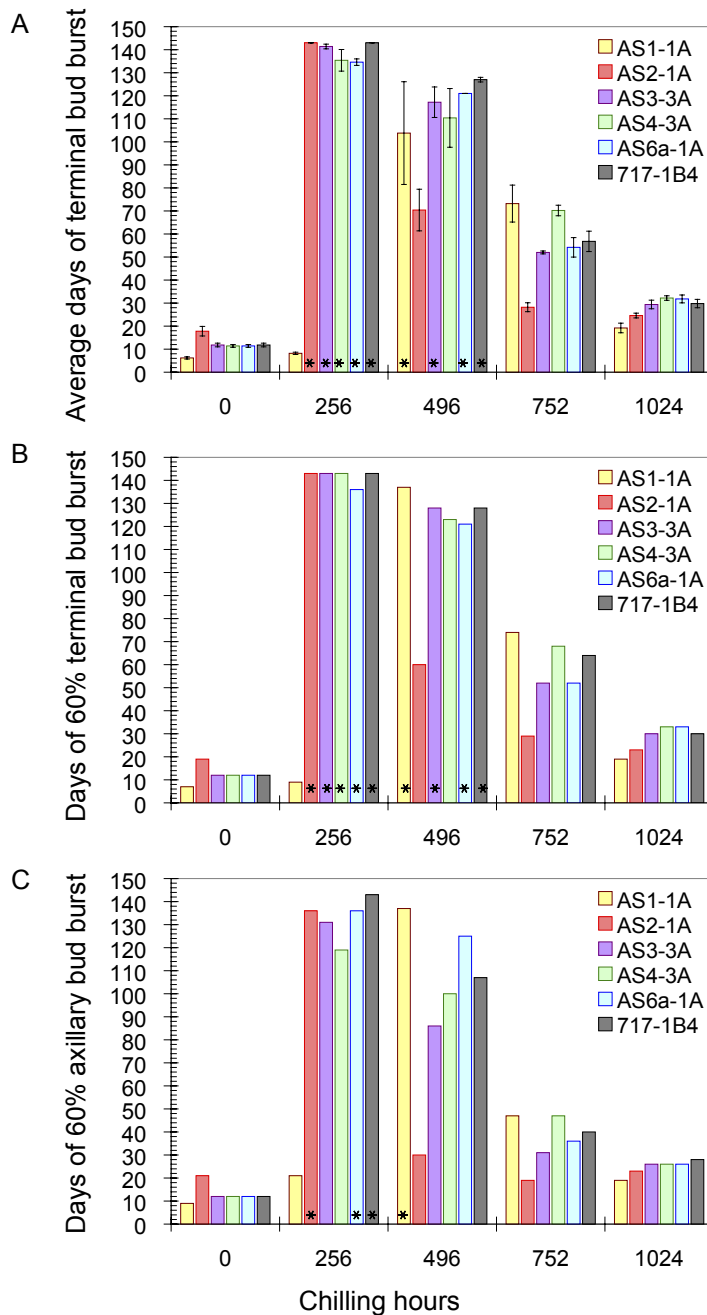 A
Average days of terminal bud burst
150
140
130
120
110
100
90
80
70
60
50
40
30
20
10
0
AS1-1A
AS2-1A
AS3-3A
AS4-3A
AS6a-1A
717-1B4
* * * * * * * * *
0 256 496 752 1024
B
Days of 60% terminal bud burst
150
140
130
120
110
100
90
80
70
60
50
40
30
20
10
0
AS1-1A
AS2-1A
AS3-3A
AS4-3A
AS6a-1A
717-1B4
* * * * * * * * *
0 256 496 752 1024
C
Days of 60% axillary bud burst
150
140
130
120
110
100
90
80
70
60
50
40
30
20
10
0
AS1-1A
AS2-1A
AS3-3A
AS4-3A
AS6a-1A
717-1B4
* * * *
0 256 496 752 1024
Chilling hours